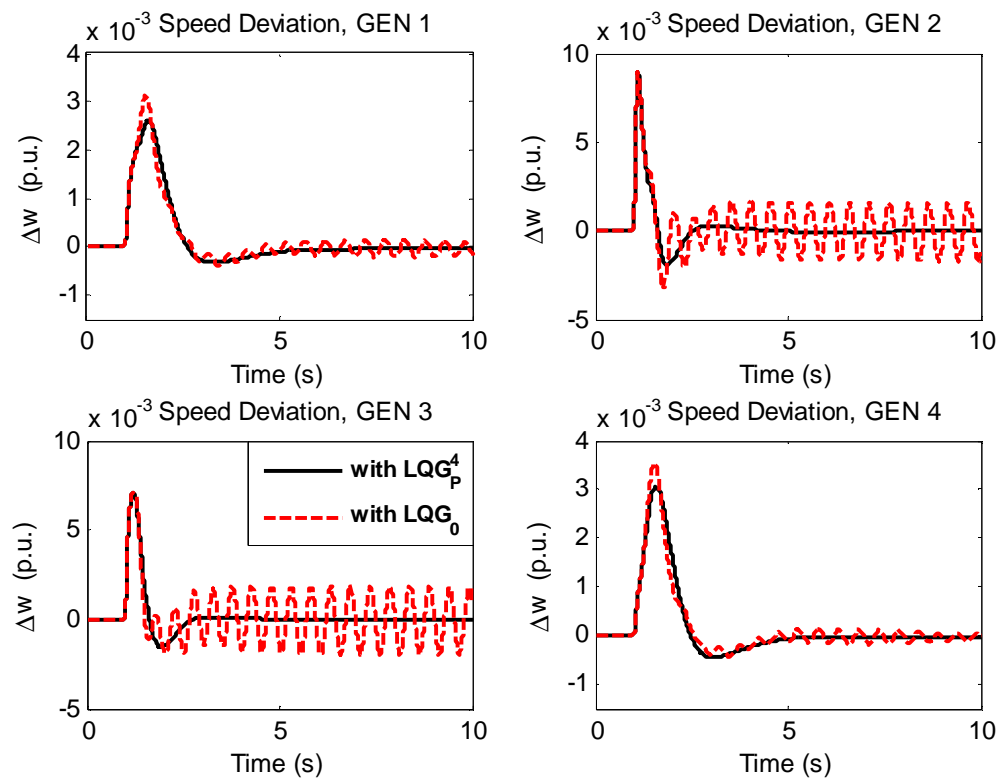 x 10-3 Speed Deviation, GEN 1
4
3
2
1
0
-1
Δw (p.u.)
0 5 10
Time (s)
x 10-3 Speed Deviation, GEN 2
10
5
0
-5
Δw (p.u.)
0 5 10
Time (s)
x 10-3 Speed Deviation, GEN 3
10
5
0
-5
Δw (p.u.)
with LQG4P
with LQG0
0 5 10
Time (s)
x 10-3 Speed Deviation, GEN 4
4
3
2
1
0
-1
Δw (p.u.)
0 5 10
Time (s)